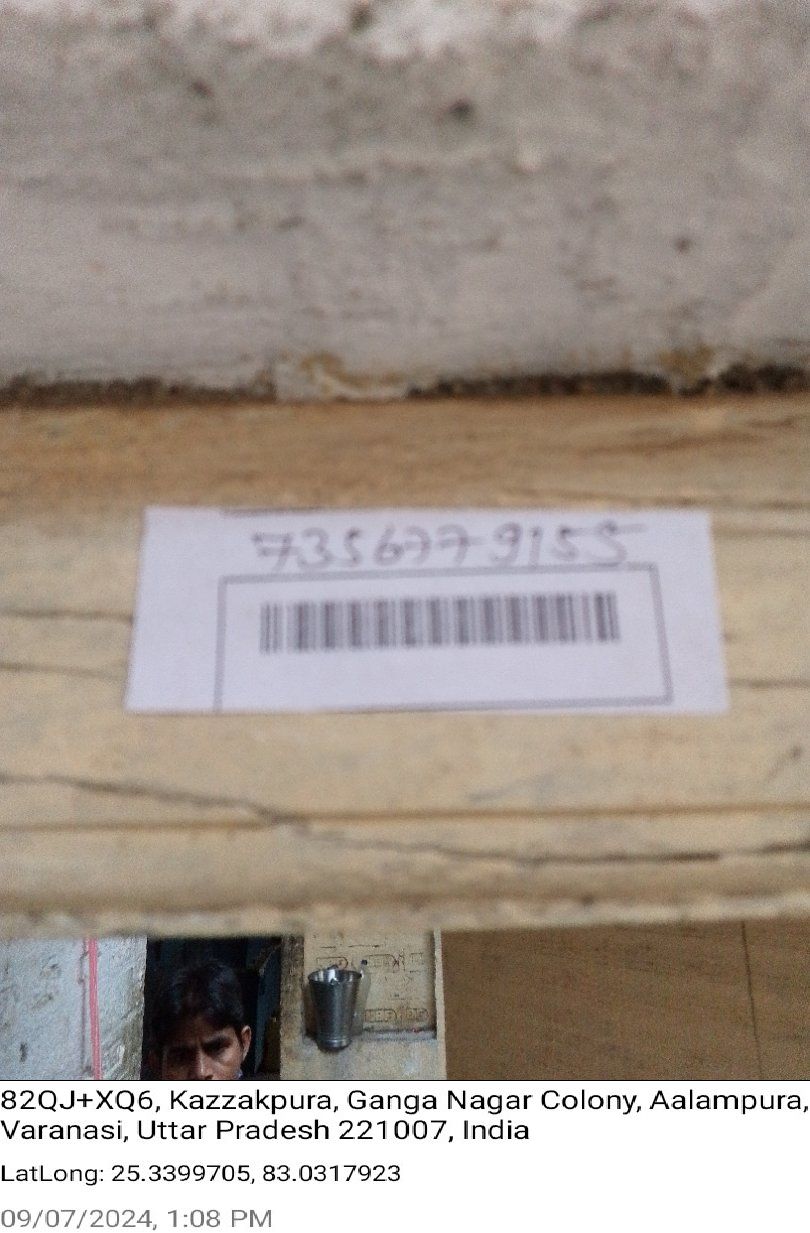 7356779155
82QJ+XQ6, Kazzakpura, Ganga Nagar Colony, Aalampura,
Varanasi, Uttar Pradesh 221007, India
LatLong: 25.3399705, 83.0317923
09/07/2024, 1:08 PM